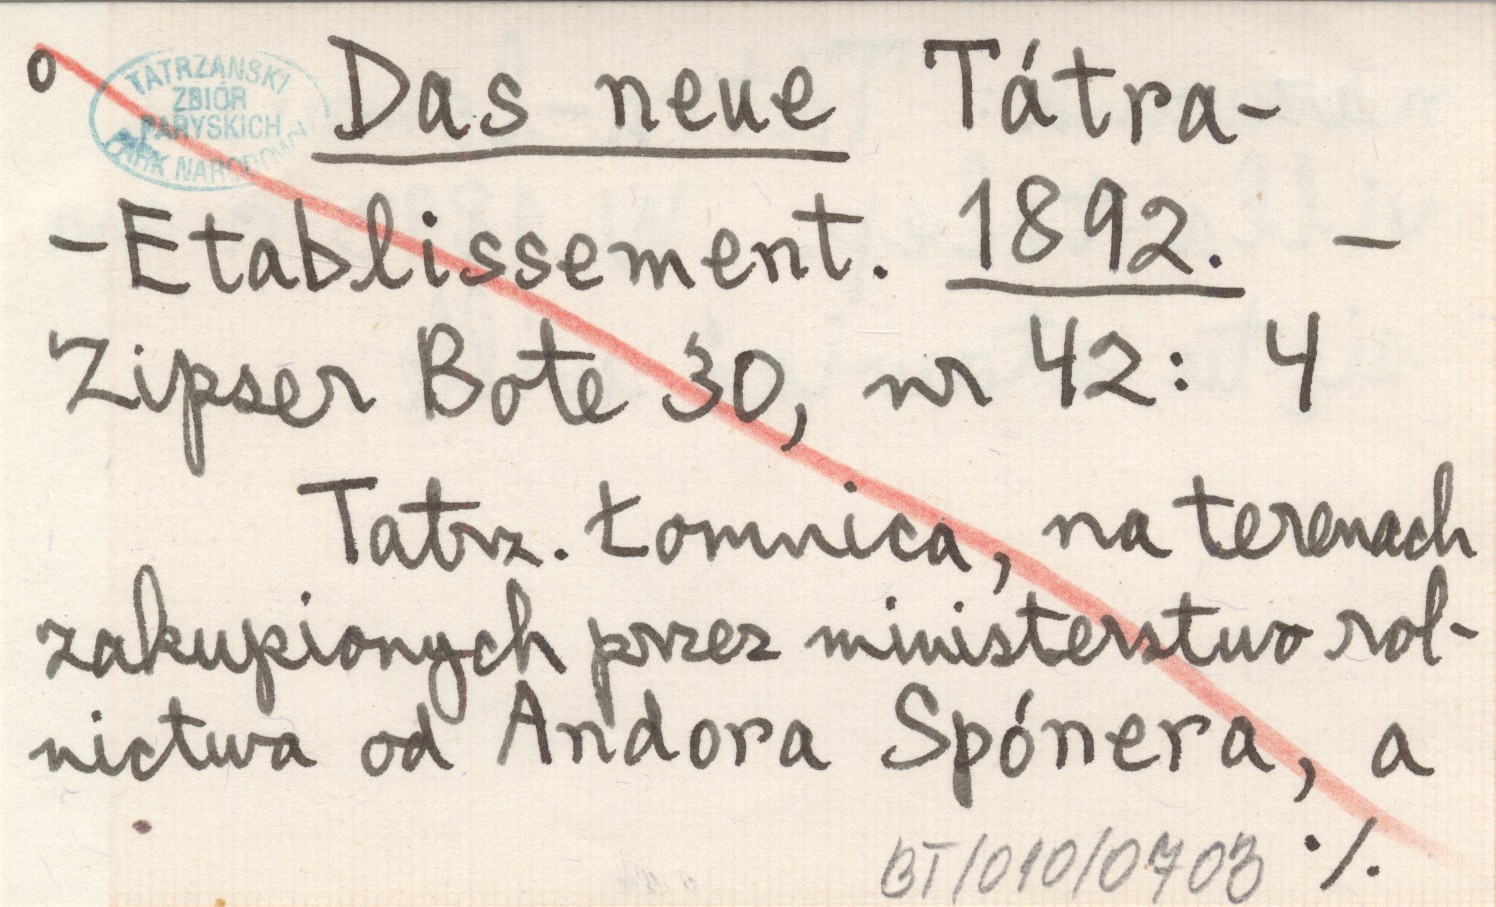 o
TATRZAŃSKI
ZBIÓR
PARYSKICH
PARK NARODOWY
Das neue Tátra-
-Etablissement. 1892. -
Zipser Bote 30, nr 42: 4
Tatrz. Łomnica, na terenach
zakupionych przez ministerstwo rol-
nictwa od Andora Spónera, a
BT/010/0703 ·/.